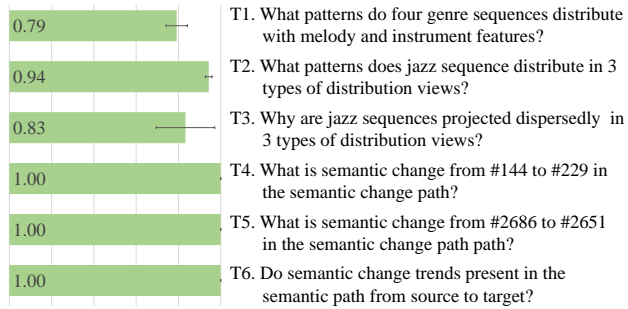 0.79 T1. What patterns do four genre sequences distribute
with melody and instrument features?
0.94 T2. What patterns does jazz sequence distribute in 3
types of distribution views?
0.83 T3. Why are jazz sequences projected dispersedly in
3 types of distribution views?
1.00 T4. What is semantic change from #144 to #229 in
the semantic change path?
1.00 T5. What is semantic change from #2686 to #2651
in the semantic change path path?
1.00 T6. Do semantic change trends present in the
semantic path from source to target?